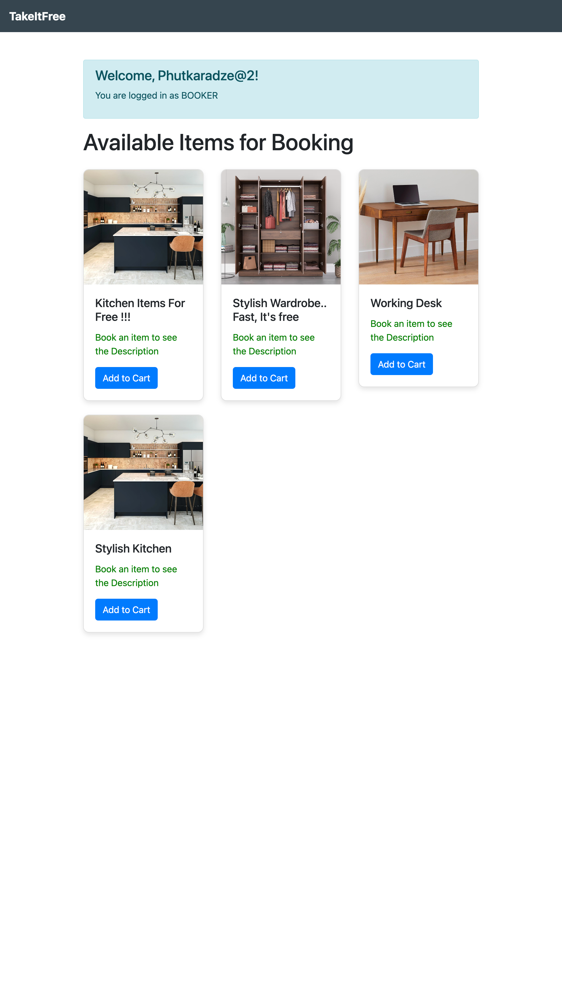 TakeItFree
Welcome, Phutkaradze@2!
You are logged in as BOOKER
Available Items for Booking
Kitchen Items For
Free !!!
Book an item to see
the Description
Add to Cart
Stylish Wardrobe..
Fast, It's free
Book an item to see
the Description
Add to Cart
Working Desk
Book an item to see
the Description
Add to Cart
Stylish Kitchen
Book an item to see
the Description
Add to Cart